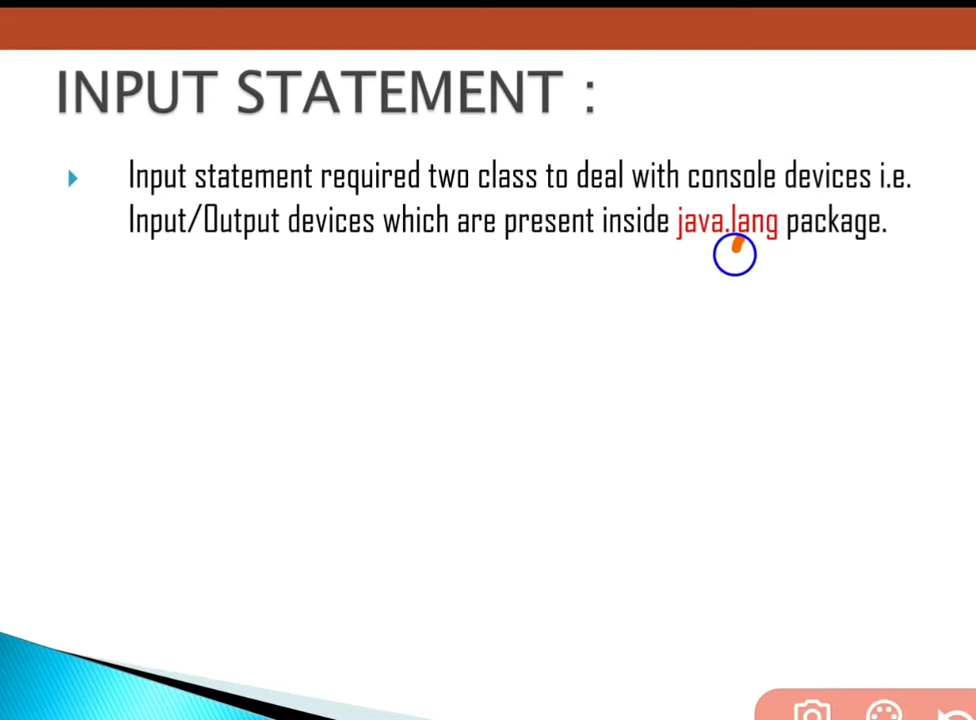 INPUT STATEMENT :
Input statement required two class to deal with console devices i.e.
Input/Output devices which are present inside java.lang package.